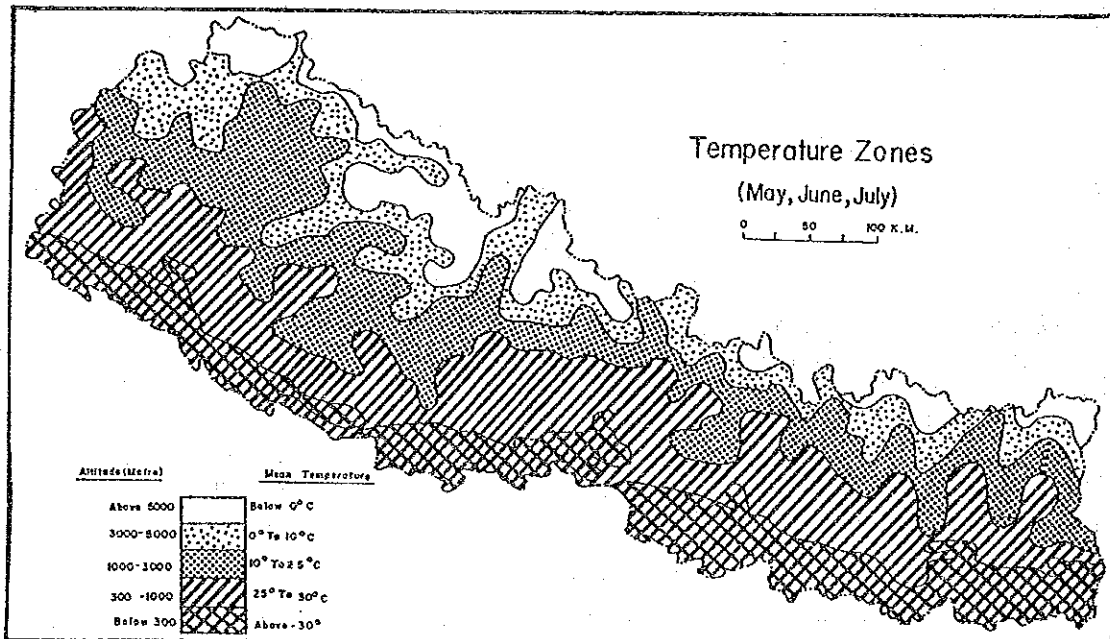 Temperature Zones
(May, June, July)
0 50 100 K.M.
Altitude (Metre) Mean Temperature
Above 5000 Below 0°C
3000-5000 0° To 10°C
1000-3000 10° To 25°C
300 -1000 25° To 30°C
Below 300 Above-30°